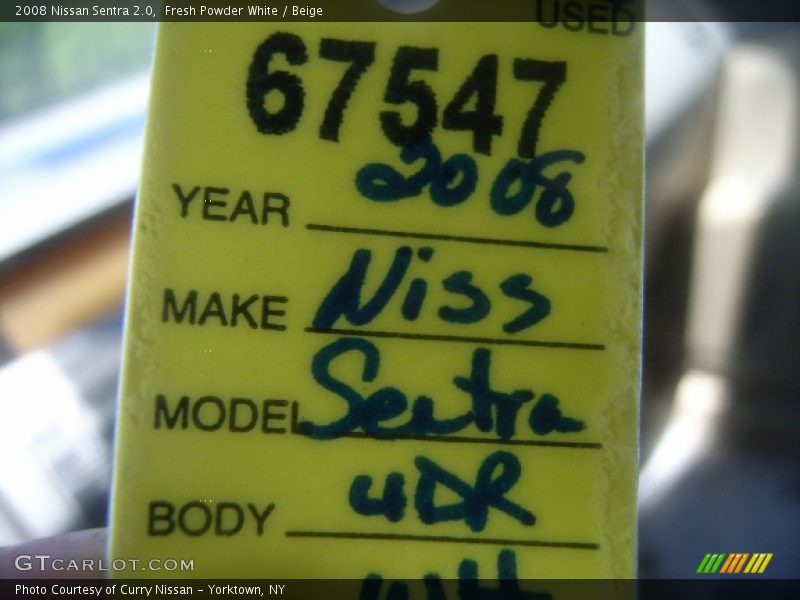 2008 Nissan Sentra 2.0,  Fresh Powder White / Beige
USED
67547
YEAR 2008
MAKE Niss
MODEL Sentra
BODY 4DR
GTCARLOT.COM
Photo Courtesy of Curry Nissan – Yorktown, NY